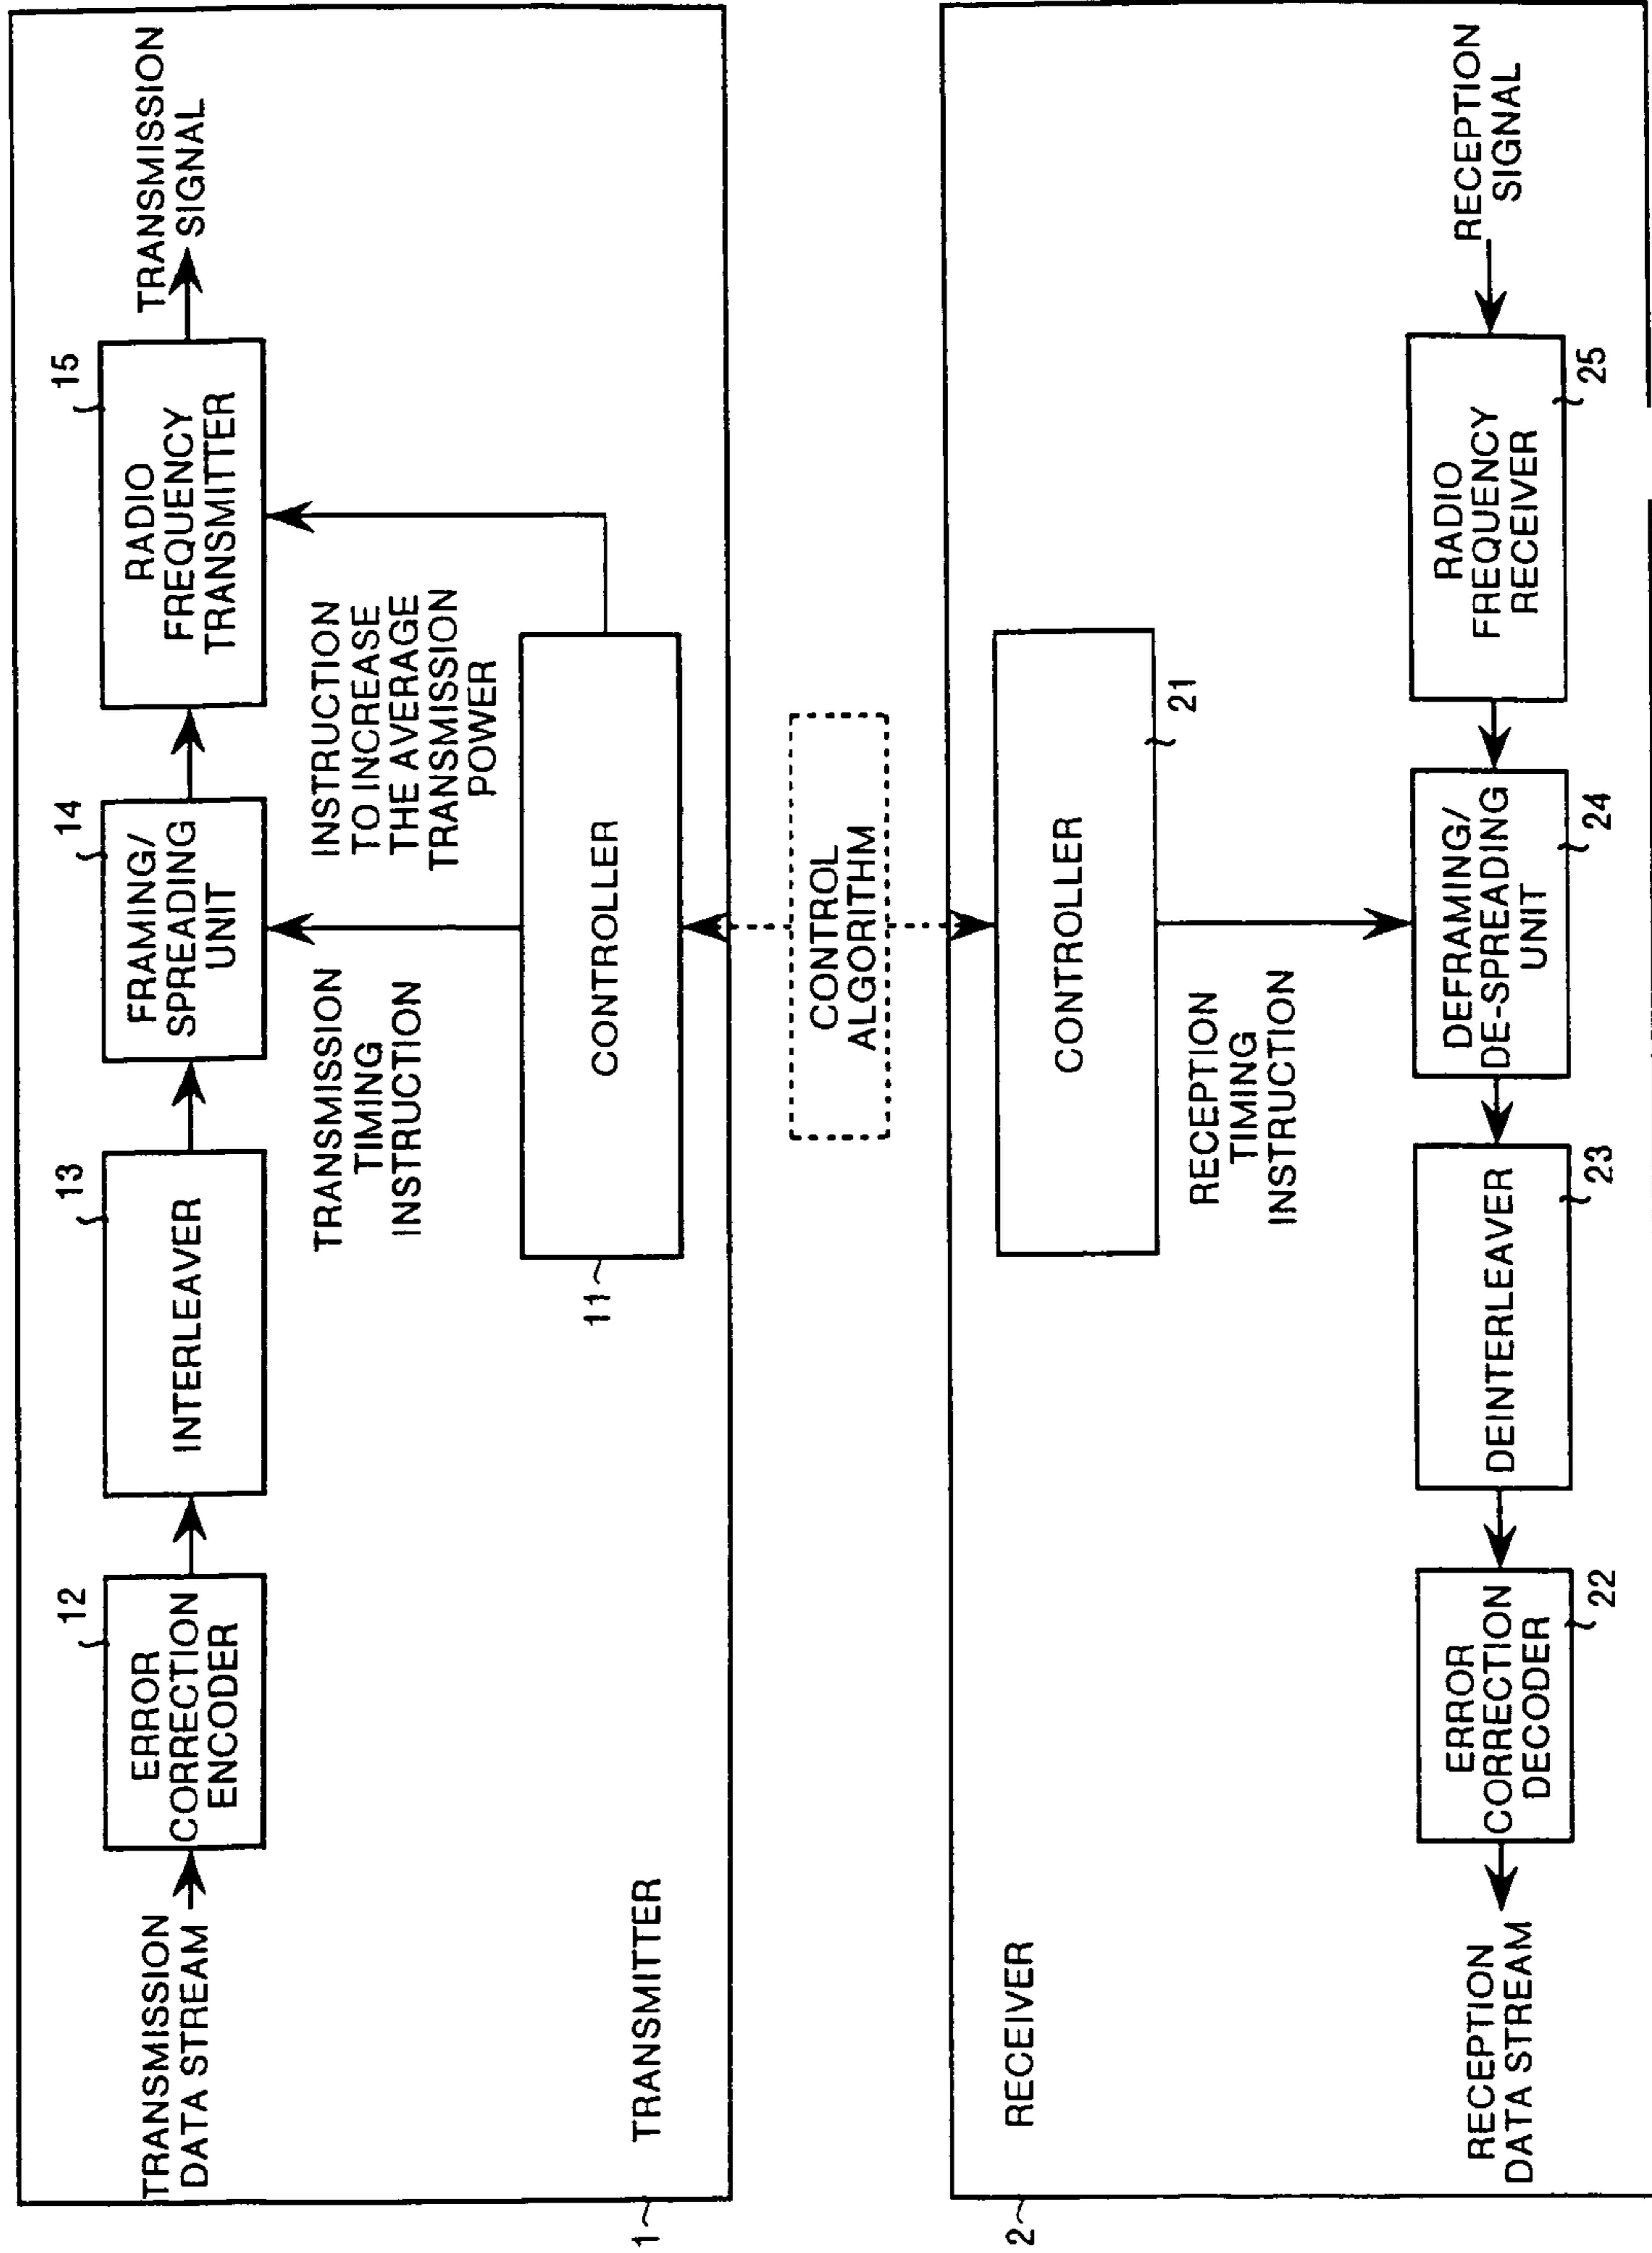 TRANSMISSION
DATA STREAM
12
ERROR
CORRECTION
ENCODER
13
INTERLEAVER
14
FRAMING/
SPREADING
UNIT
15
RADIO
FREQUENCY
TRANSMITTER
TRANSMISSION
SIGNAL
TRANSMISSION
TIMING
INSTRUCTION
INSTRUCTION
TO INCREASE
THE AVERAGE
TRANSMISSION
POWER
11
CONTROLLER
TRANSMITTER
1
CONTROL
ALGORITHM
2
RECEIVER
CONTROLLER
21
RECEPTION
TIMING
INSTRUCTION
RECEPTION
DATA STREAM
ERROR
CORRECTION
DECODER
22
DEINTERLEAVER
23
DEFRAMING/
DE-SPREADING
UNIT
24
RADIO
FREQUENCY
RECEIVER
25
RECEPTION
SIGNAL